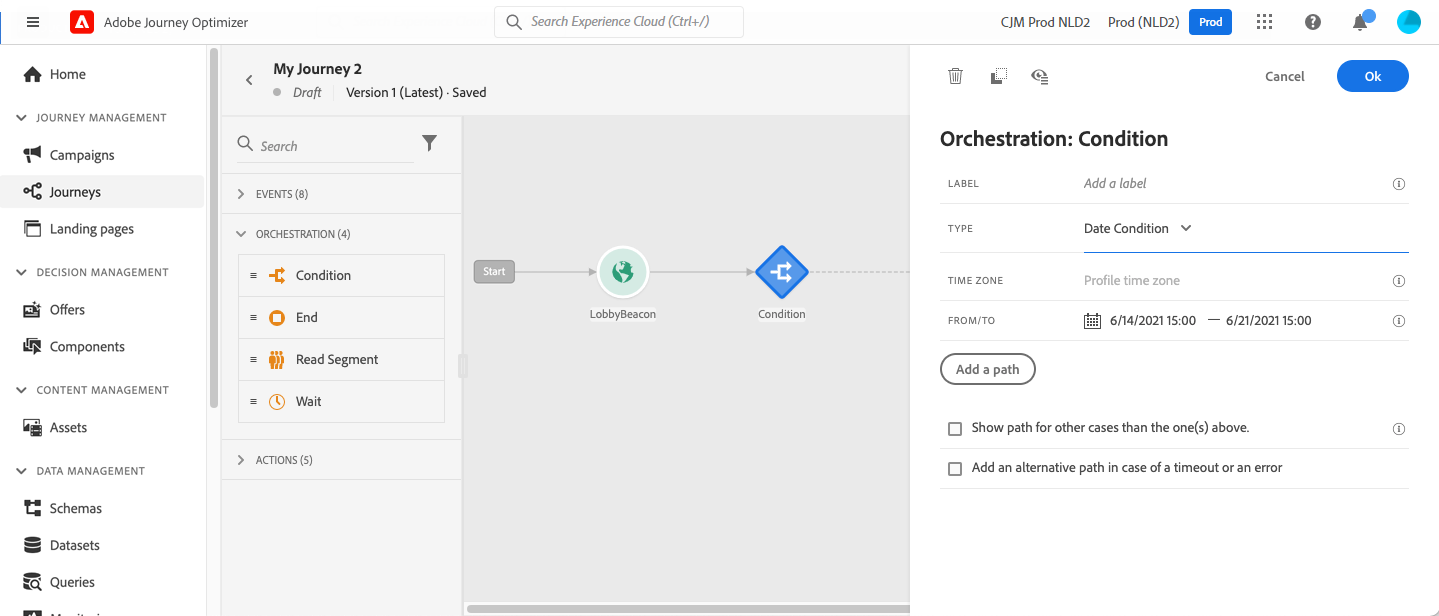 Adobe Journey Optimizer
Search Experience Cloud (Ctrl+/)
CJM Prod NLD2
Prod (NLD2)
Prod
Home
JOURNEY MANAGEMENT
Campaigns
Journeys
Landing pages
DECISION MANAGEMENT
Offers
Components
CONTENT MANAGEMENT
Assets
DATA MANAGEMENT
Schemas
Datasets
Queries
My Journey 2
Draft
Version 1 (Latest) · Saved
Search
EVENTS (8)
ORCHESTRATION (4)
Condition
End
Read Segment
Wait
ACTIONS (5)
Start
LobbyBeacon
Condition
Cancel
Ok
Orchestration: Condition
LABEL
Add a label
TYPE
Date Condition
TIME ZONE
Profile time zone
FROM/TO
6/14/2021 15:00 — 6/21/2021 15:00
Add a path
Show path for other cases than the one(s) above.
Add an alternative path in case of a timeout or an error